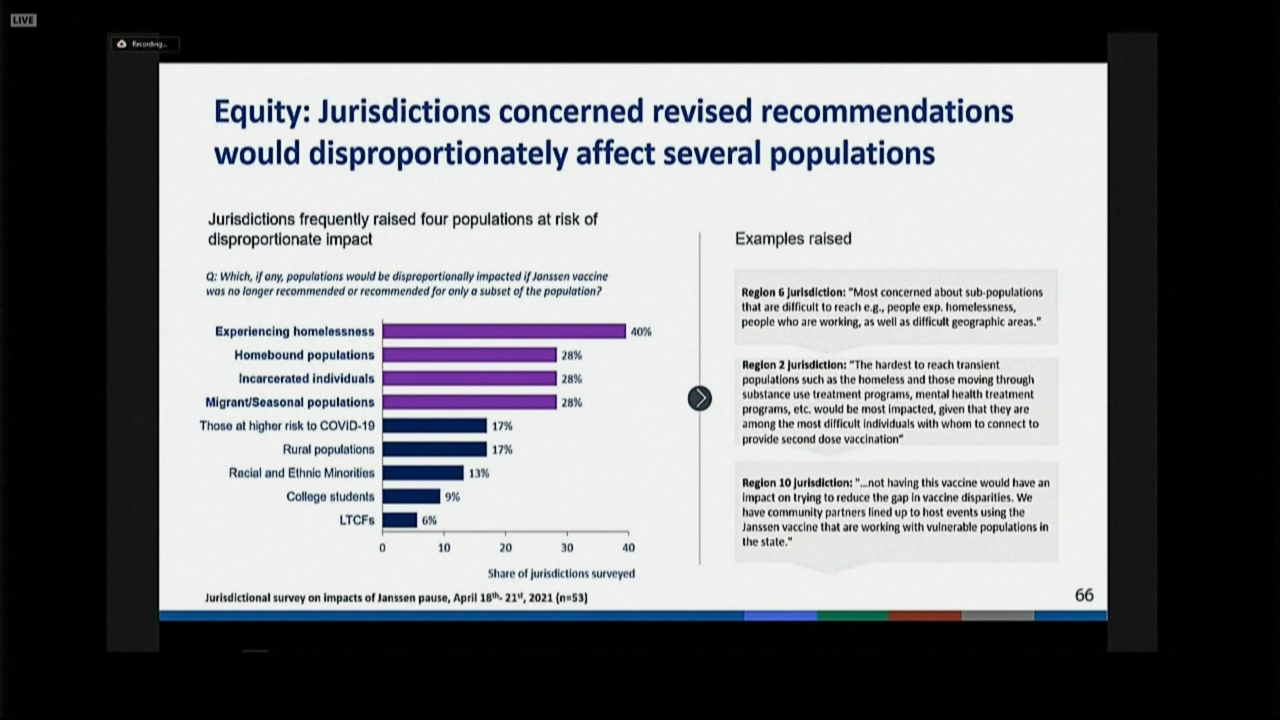 LIVE
Recording...
Equity: Jurisdictions concerned revised recommendations
would disproportionately affect several populations
Jurisdictions frequently raised four populations at risk of
disproportionate impact
Q: Which, if any, populations would be disproportionally impacted if Janssen vaccine
was no longer recommended or recommended for only a subset of the population?
Experiencing homelessness 40%
Homebound populations 28%
Incarcerated individuals 28%
Migrant/Seasonal populations 28%
Those at higher risk to COVID-19 17%
Rural populations 17%
Racial and Ethnic Minorities 13%
College students 9%
LTCFs 6%
0 10 20 30 40
Share of jurisdictions surveyed
Examples raised
Region 6 jurisdiction: "Most concerned about sub-populations
that are difficult to reach e.g., people exp. homelessness,
people who are working, as well as difficult geographic areas."
Region 2 jurisdiction: "The hardest to reach transient
populations such as the homeless and those moving through
substance use treatment programs, mental health treatment
programs, etc. would be most impacted, given that they are
among the most difficult individuals with whom to connect to
provide second dose vaccination"
Region 10 jurisdiction: "...not having this vaccine would have an
impact on trying to reduce the gap in vaccine disparities. We
have community partners lined up to host events using the
Janssen vaccine that are working with vulnerable populations in
the state."
Jurisdictional survey on impacts of Janssen pause, April 18th- 21st, 2021 (n=53)
66